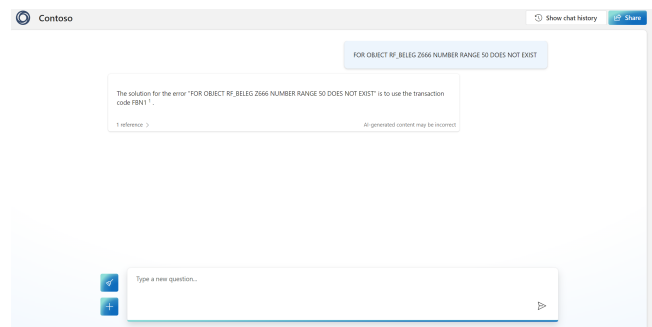 Contoso
Show chat history
Share
FOR OBJECT RF_BELEG Z666 NUMBER RANGE 50 DOES NOT EXIST
The solution for the error "FOR OBJECT RF_BELEG Z666 NUMBER RANGE 50 DOES NOT EXIST" is to use the transaction
code FBN1 1 .
1 reference
AI-generated content may be incorrect
Type a new question...